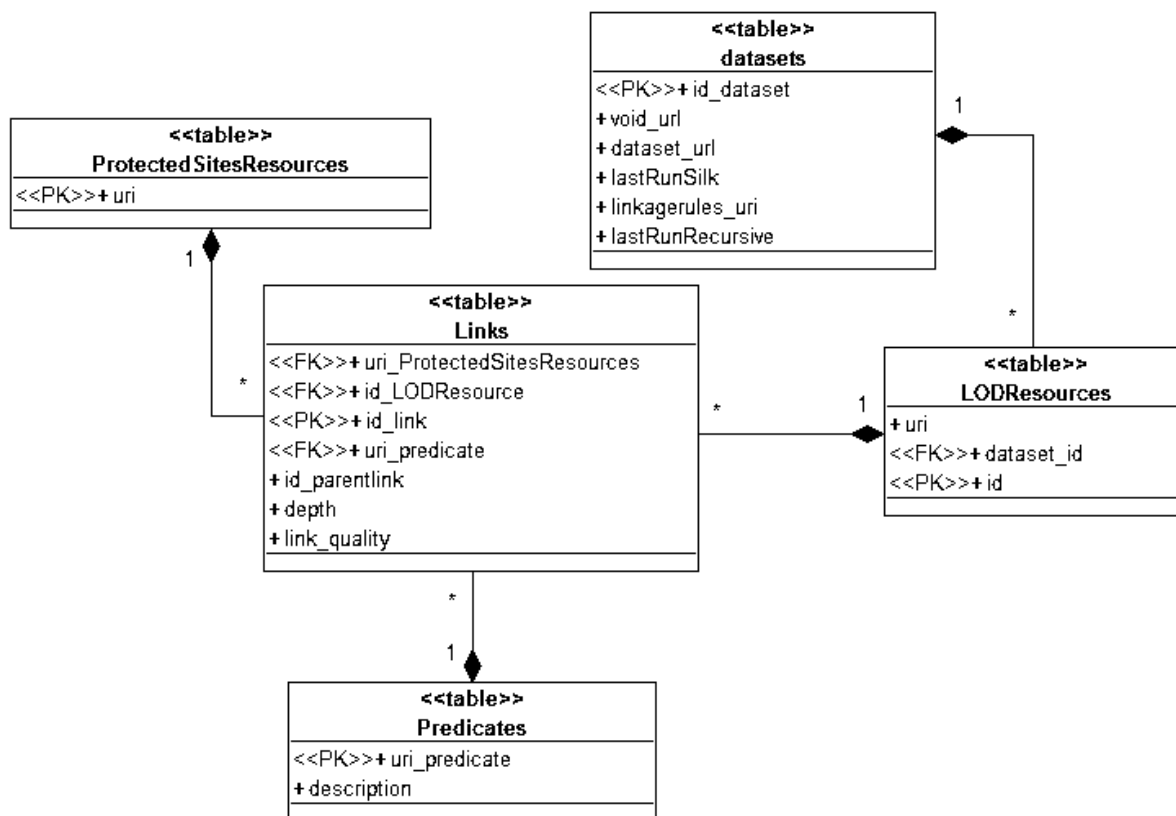 <<table>>
datasets
<<PK>>+ id_dataset
+ void_url
+ dataset_url
+ lastRunSilk
+ linkagerules_uri
+ lastRunRecursive
1
*
<<table>>
ProtectedSitesResources
<<PK>>+ uri
1
*
<<table>>
Links
<<FK>>+ uri_ProtectedSitesResources
<<FK>>+ id_LODResource
<<PK>>+ id_link
<<FK>>+ uri_predicate
+ id_parentlink
+ depth
+ link_quality
*
1
<<table>>
LODResources
+ uri
<<FK>>+ dataset_id
<<PK>>+ id
*
1
<<table>>
Predicates
<<PK>>+ uri_predicate
+ description